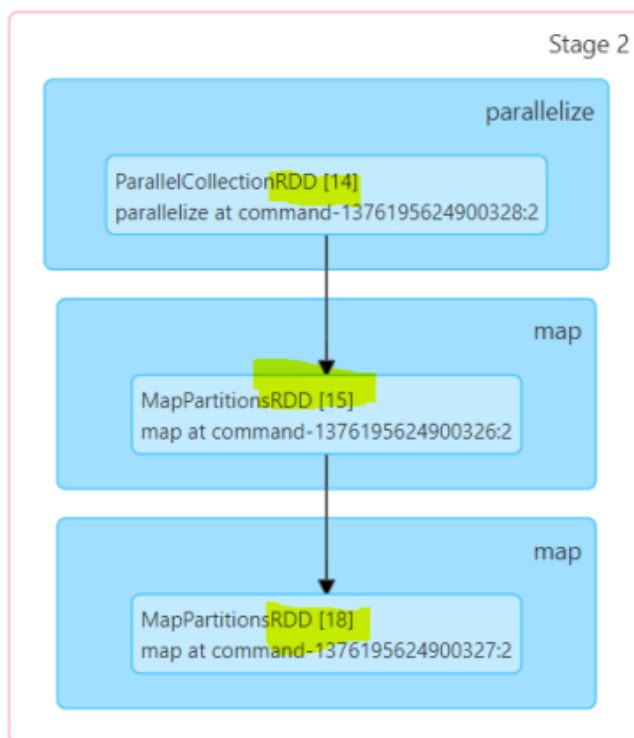 Stage 2
parallelize
ParallelCollectionRDD [14]
parallelize at command-1376195624900328:2
map
MapPartitionsRDD [15]
map at command-1376195624900326:2
map
MapPartitionsRDD [18]
map at command-1376195624900327:2